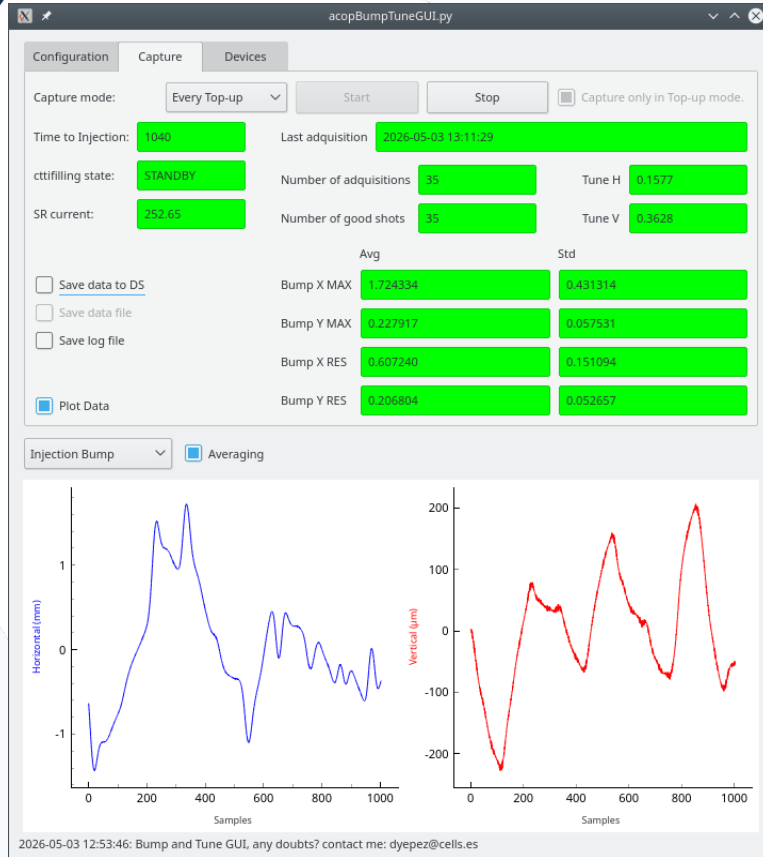 acopBumpTuneGUI.py
Configuration Capture Devices
Capture mode: Every Top-up Start Stop Capture only in Top-up mode.
Time to Injection: 1040 Last adquisition 2026-05-03 13:11:29
cttifilling state: STANDBY Number of adquisitions 35 Tune H 0.1577
SR current: 252.65 Number of good shots 35 Tune V 0.3628
Avg Std
Save data to DS Bump X MAX 1.724334 0.431314
Save data file Bump Y MAX 0.227917 0.057531
Save log file Bump X RES 0.607240 0.151094
Plot Data Bump Y RES 0.206804 0.052657
Injection Bump Averaging
Horizontal (mm)
1
0
-1
0 200 400 600 800 1000
Samples
Vertical (μm)
200
100
0
-100
-200
0 200 400 600 800 1000
Samples
2026-05-03 12:53:46: Bump and Tune GUI, any doubts? contact me: dyepez@cells.es